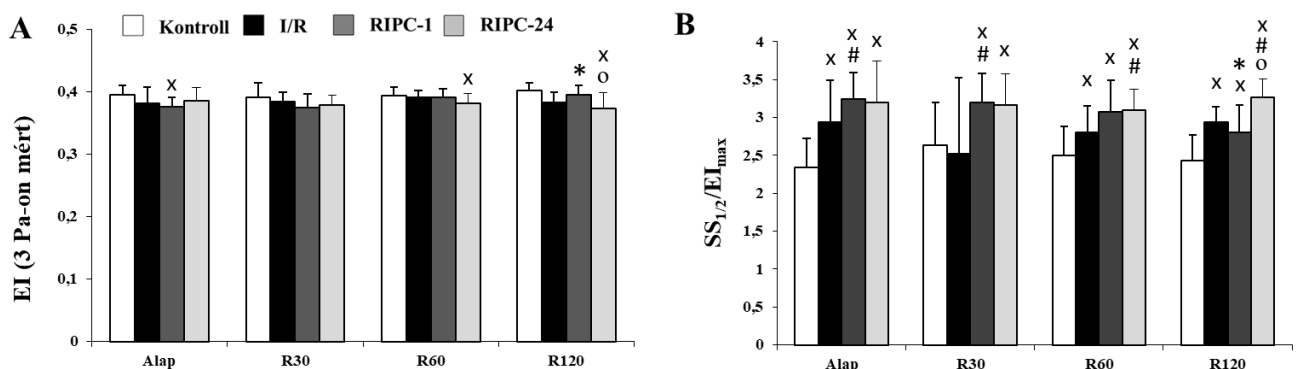 A
Kontroll I/R RIPC-1 RIPC-24
EI (3 Pa-on mért)
0,5
0,4
0,3
0,2
0,1
0
x
x
*
x
o
Alap R30 R60 R120
B
SS1/2/EImax
4
3,5
3
2,5
2
1,5
1
0,5
0
x
x
#
x
x
#
x
x
x
x
#
x
*
x
x
#
o
Alap R30 R60 R120